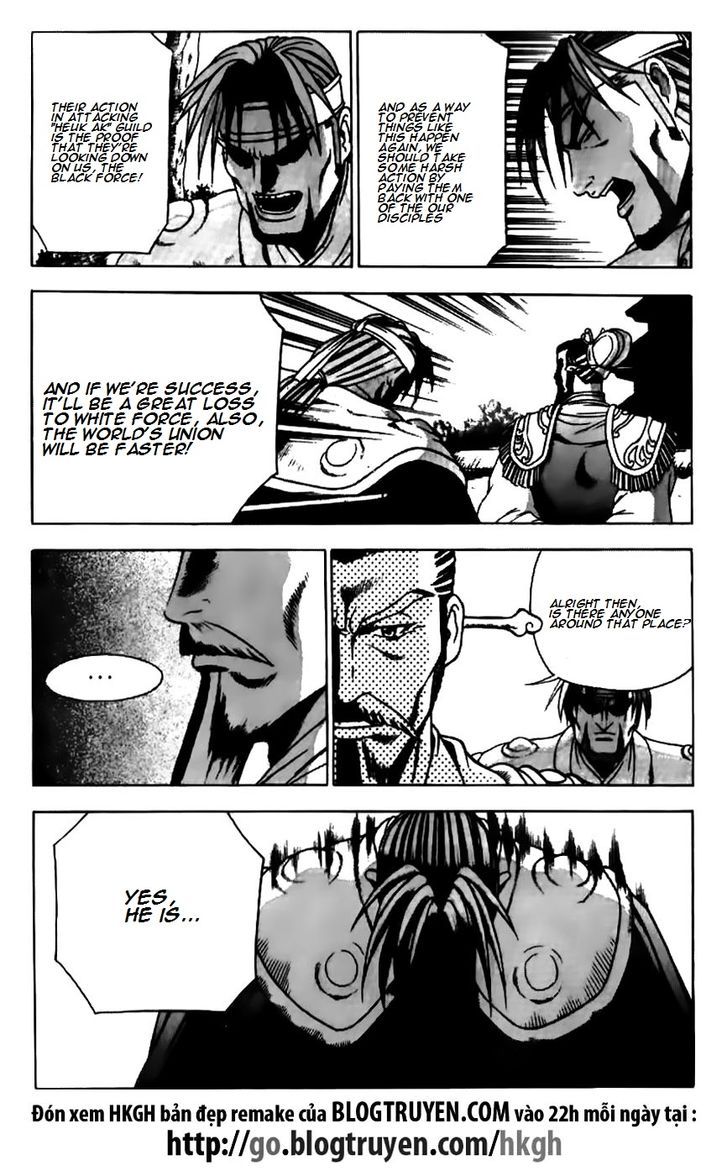 THEIR ACTION
IN ATTACKING
"HEUK AK" GUILD
IS THE PROOF
THAT THEY'RE
LOOKING DOWN
ON US, THE
BLACK FORCE!
AND AS A WAY
TO PREVENT
THINGS LIKE
THIS HAPPEN
AGAIN, WE
SHOULD TAKE
SOME HARSH
ACTION BY
PAYING THEM
BACK WITH ONE
OF THE OUR
DISCIPLES
AND IF WE'RE SUCCESS,
IT'LL BE A GREAT LOSS
TO WHITE FORCE, ALSO,
THE WORLD'S UNION
WILL BE FASTER!
...
ALRIGHT THEN,
IS THERE ANYONE
AROUND THAT PLACE?
YES,
HE IS...
Đón xem HKGH bản đẹp remake của BLOGTRUYEN.COM vào 22h mỗi ngày tại :
http://go.blogtruyen.com/hkgh